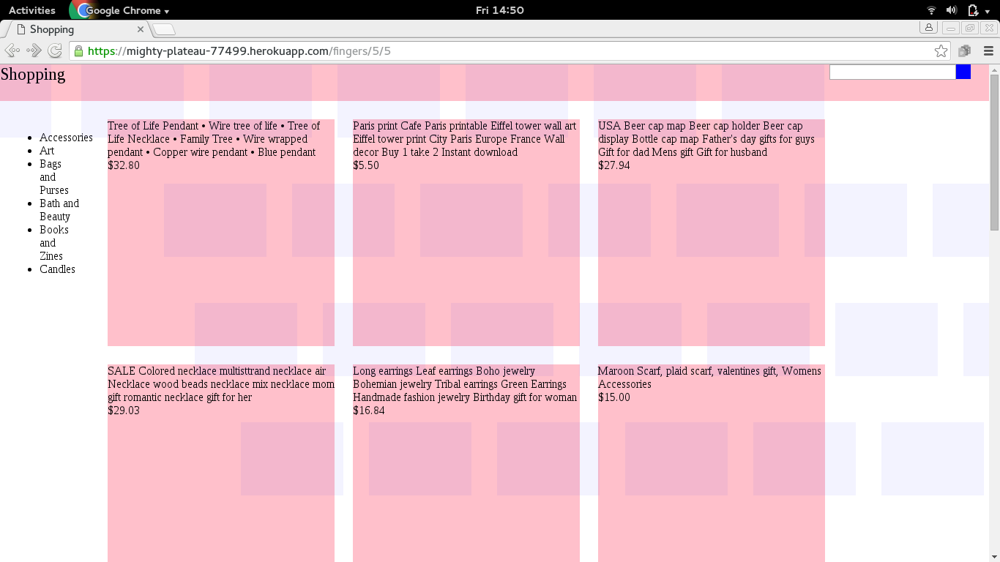 Activities
Google Chrome
Fri 14:50
Shopping
https://mighty-plateau-77499.herokuapp.com/fingers/5/5
Shopping
• Accessories
• Art
• Bags
and
Purses
• Bath and
Beauty
• Books
and
Zines
• Candles
Tree of Life Pendant • Wire tree of life • Tree of
Life Necklace • Family Tree • Wire wrapped
pendant • Copper wire pendant • Blue pendant
$32.80
Paris print Cafe Paris printable Eiffel tower wall art
Eiffel tower print City Paris Europe France Wall
decor Buy 1 take 2 Instant download
$5.50
USA Beer cap map Beer cap holder Beer cap
display Bottle cap map Father's day gifts for guys
Gift for dad Mens gift Gift for husband
$27.94
SALE Colored necklace multisttrand necklace air
Necklace wood beads necklace mix necklace mom
gift romantic necklace gift for her
$29.03
Long earrings Leaf earrings Boho jewelry
Bohemian jewelry Tribal earrings Green Earrings
Handmade fashion jewelry Birthday gift for woman
$16.84
Maroon Scarf, plaid scarf, valentines gift, Womens
Accessories
$15.00